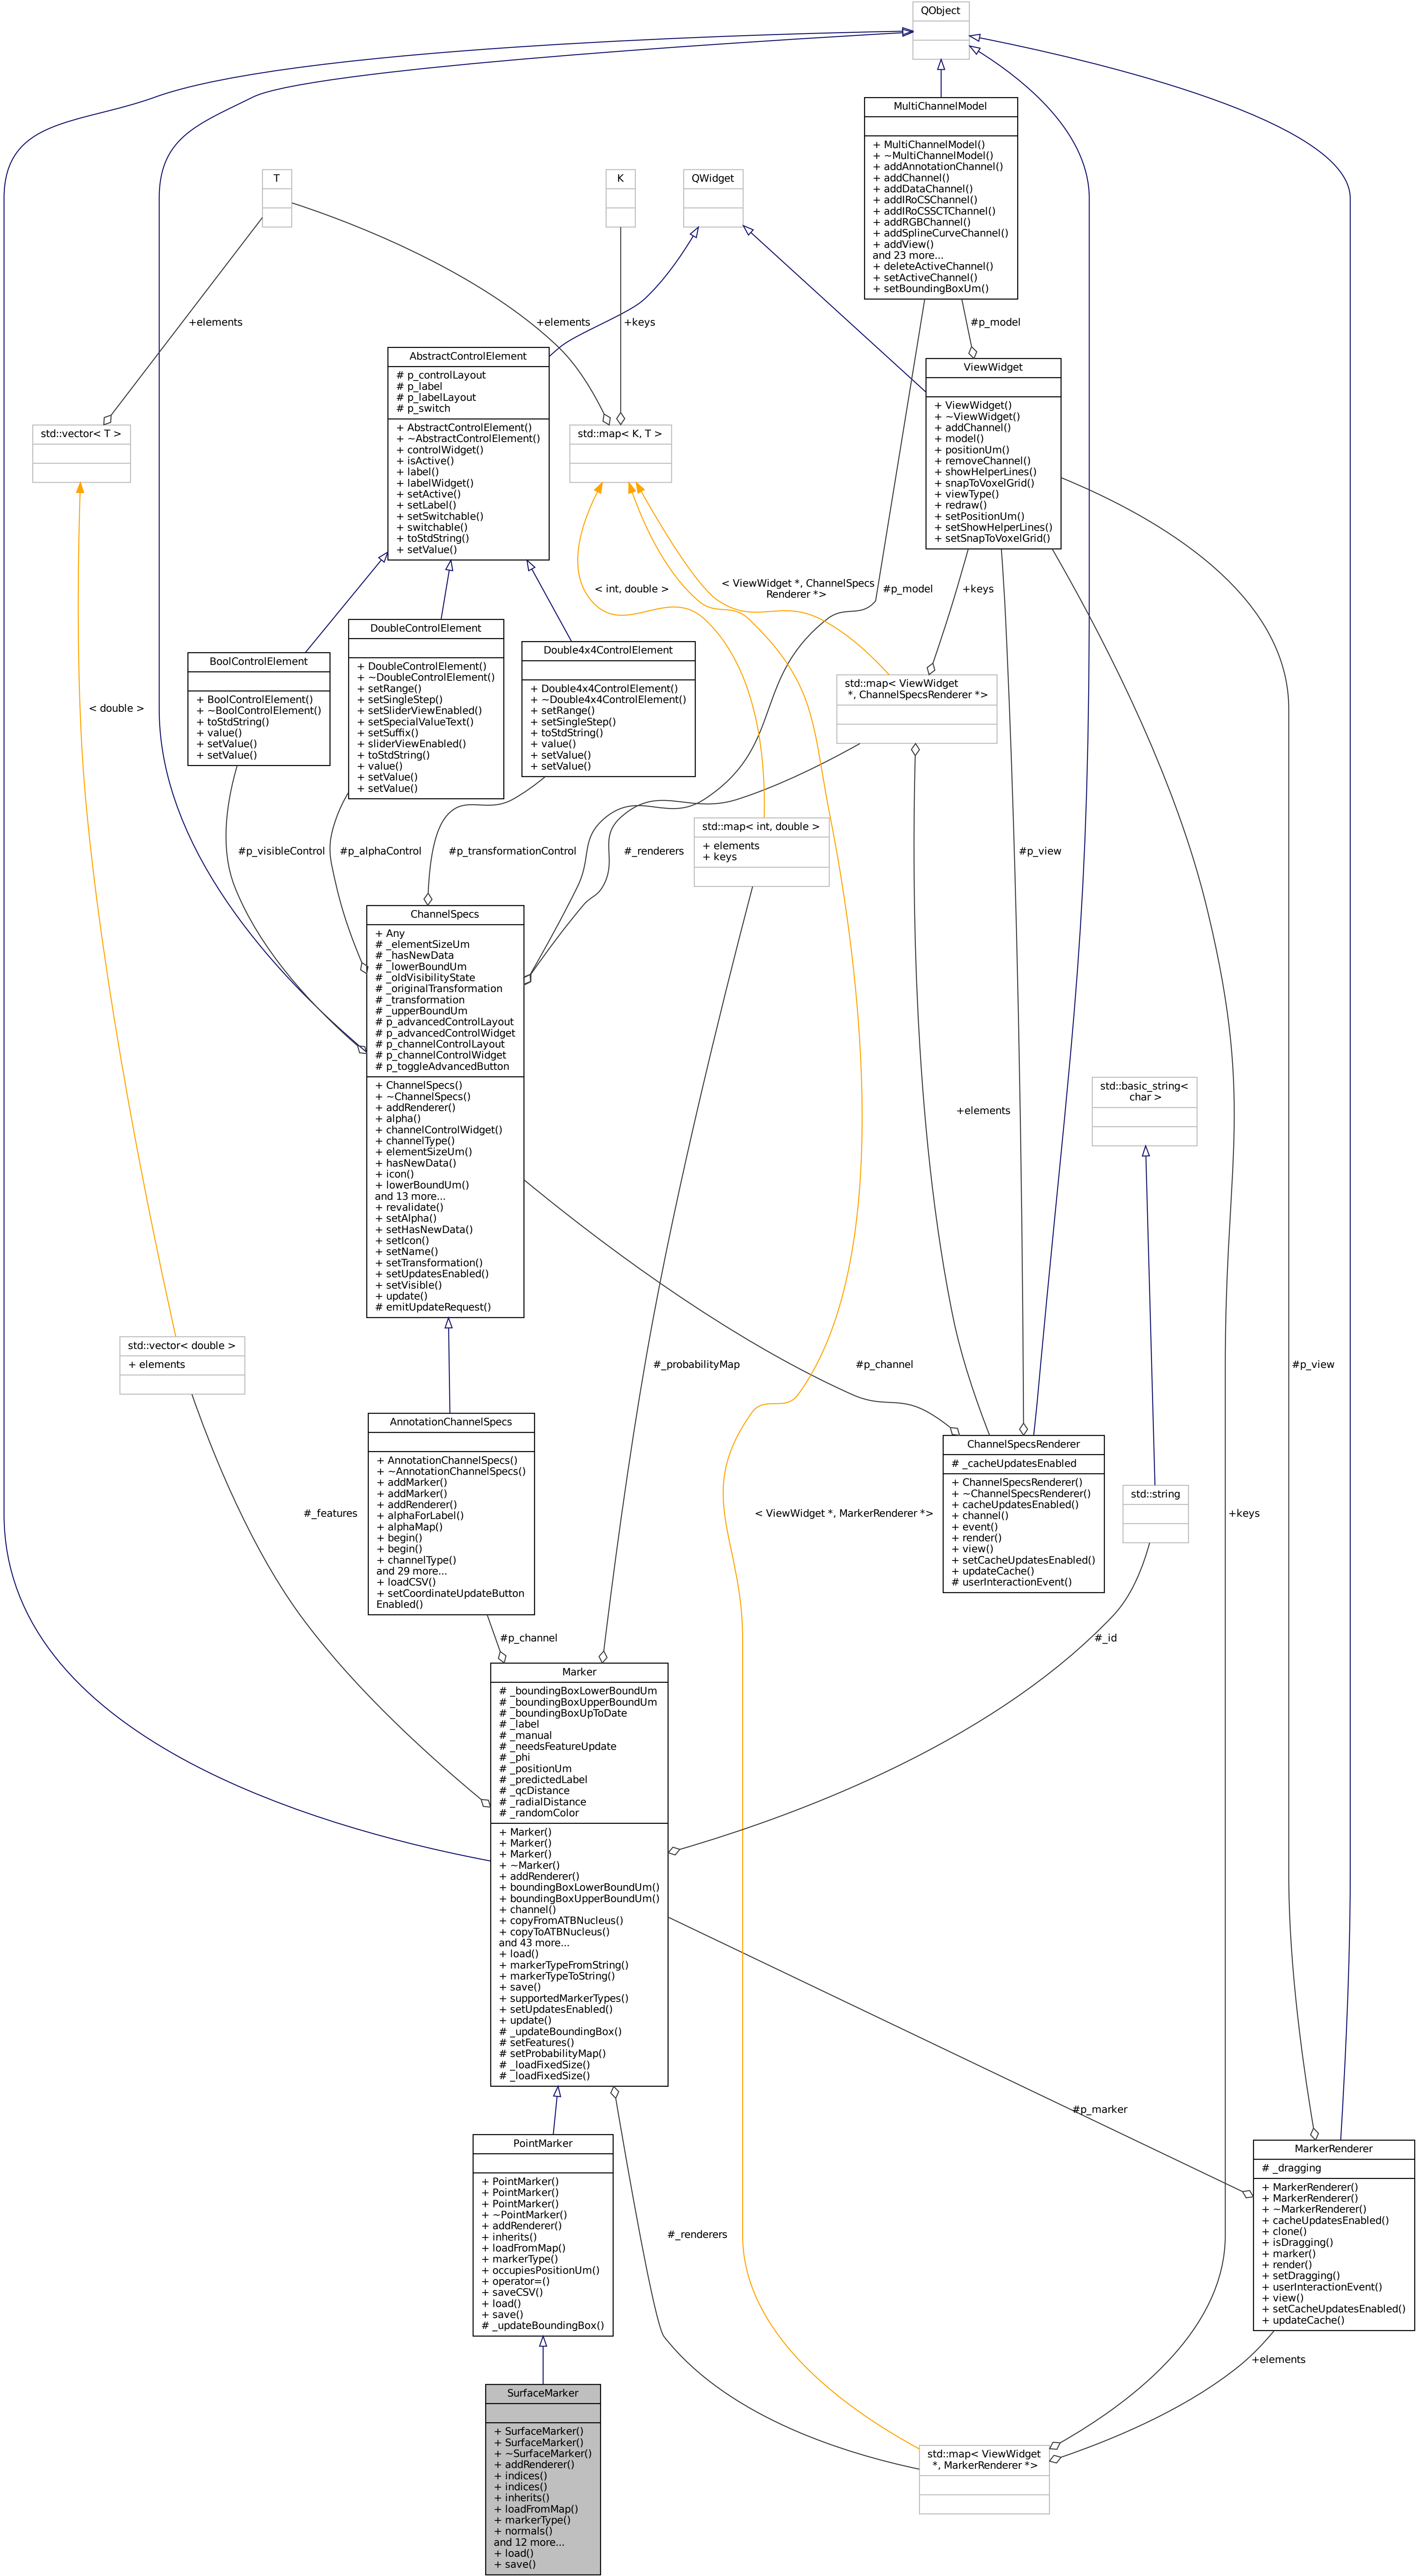 QObject
MultiChannelModel
+ MultiChannelModel()
+ ~MultiChannelModel()
+ addAnnotationChannel()
+ addChannel()
+ addDataChannel()
+ addIRoCSChannel()
+ addIRoCSSCTChannel()
+ addRGBChannel()
+ addSplineCurveChannel()
+ addView()
and 23 more...
+ deleteActiveChannel()
+ setActiveChannel()
+ setBoundingBoxUm()
T
K
QWidget
+elements
+elements
+keys
#p_model
AbstractControlElement
# p_controlLayout
# p_label
# p_labelLayout
# p_switch
+ AbstractControlElement()
+ ~AbstractControlElement()
+ controlWidget()
+ isActive()
+ label()
+ labelWidget()
+ setActive()
+ setLabel()
+ setSwitchable()
+ switchable()
+ toStdString()
+ setValue()
ViewWidget
+ ViewWidget()
+ ~ViewWidget()
+ addChannel()
+ model()
+ positionUm()
+ removeChannel()
+ showHelperLines()
+ snapToVoxelGrid()
+ viewType()
+ redraw()
+ setPositionUm()
+ setShowHelperLines()
+ setSnapToVoxelGrid()
std::vector< T >
std::map< K, T >
< int, double >
< ViewWidget *, ChannelSpecs
Renderer *>
#p_model
+keys
BoolControlElement
+ BoolControlElement()
+ ~BoolControlElement()
+ toStdString()
+ value()
+ setValue()
+ setValue()
DoubleControlElement
+ DoubleControlElement()
+ ~DoubleControlElement()
+ setRange()
+ setSingleStep()
+ setSliderViewEnabled()
+ setSpecialValueText()
+ setSuffix()
+ sliderViewEnabled()
+ toStdString()
+ value()
+ setValue()
+ setValue()
Double4x4ControlElement
+ Double4x4ControlElement()
+ ~Double4x4ControlElement()
+ setRange()
+ setSingleStep()
+ toStdString()
+ value()
+ setValue()
+ setValue()
std::map< ViewWidget
*, ChannelSpecsRenderer *>
< double >
std::map< int, double >
+ elements
+ keys
#p_visibleControl
#p_alphaControl
#p_transformationControl
#_renderers
#p_view
ChannelSpecs
+ Any
# _elementSizeUm
# _hasNewData
# _lowerBoundUm
# _oldVisibilityState
# _originalTransformation
# _transformation
# _upperBoundUm
# p_advancedControlLayout
# p_advancedControlWidget
# p_channelControlLayout
# p_channelControlWidget
# p_toggleAdvancedButton
+ ChannelSpecs()
+ ~ChannelSpecs()
+ addRenderer()
+ alpha()
+ channelControlWidget()
+ channelType()
+ elementSizeUm()
+ hasNewData()
+ icon()
+ lowerBoundUm()
and 13 more...
+ revalidate()
+ setAlpha()
+ setHasNewData()
+ setIcon()
+ setName()
+ setTransformation()
+ setUpdatesEnabled()
+ setVisible()
+ update()
# emitUpdateRequest()
std::basic_string<
char >
+elements
std::vector< double >
+ elements
#_probabilityMap
#p_channel
#p_view
AnnotationChannelSpecs
+ AnnotationChannelSpecs()
+ ~AnnotationChannelSpecs()
+ addMarker()
+ addMarker()
+ addRenderer()
+ alphaForLabel()
+ alphaMap()
+ begin()
+ begin()
+ channelType()
and 29 more...
+ loadCSV()
+ setCoordinateUpdateButton
Enabled()
ChannelSpecsRenderer
# _cacheUpdatesEnabled
+ ChannelSpecsRenderer()
+ ~ChannelSpecsRenderer()
+ cacheUpdatesEnabled()
+ channel()
+ event()
+ render()
+ view()
+ setCacheUpdatesEnabled()
+ updateCache()
# userInteractionEvent()
std::string
#_features
< ViewWidget *, MarkerRenderer *>
+keys
#p_channel
#_id
Marker
# _boundingBoxLowerBoundUm
# _boundingBoxUpperBoundUm
# _boundingBoxUpToDate
# _label
# _manual
# _needsFeatureUpdate
# _phi
# _positionUm
# _predictedLabel
# _qcDistance
# _radialDistance
# _randomColor
+ Marker()
+ Marker()
+ Marker()
+ ~Marker()
+ addRenderer()
+ boundingBoxLowerBoundUm()
+ boundingBoxUpperBoundUm()
+ channel()
+ copyFromATBNucleus()
+ copyToATBNucleus()
and 43 more...
+ load()
+ markerTypeFromString()
+ markerTypeToString()
+ save()
+ supportedMarkerTypes()
+ setUpdatesEnabled()
+ update()
# _updateBoundingBox()
# setFeatures()
# setProbabilityMap()
# _loadFixedSize()
# _loadFixedSize()
#p_marker
PointMarker
+ PointMarker()
+ PointMarker()
+ PointMarker()
+ ~PointMarker()
+ addRenderer()
+ inherits()
+ loadFromMap()
+ markerType()
+ occupiesPositionUm()
+ operator=()
+ saveCSV()
+ load()
+ save()
# _updateBoundingBox()
#_renderers
MarkerRenderer
# _dragging
+ MarkerRenderer()
+ MarkerRenderer()
+ ~MarkerRenderer()
+ cacheUpdatesEnabled()
+ clone()
+ isDragging()
+ marker()
+ render()
+ setDragging()
+ userInteractionEvent()
+ view()
+ setCacheUpdatesEnabled()
+ updateCache()
+elements
SurfaceMarker
+ SurfaceMarker()
+ SurfaceMarker()
+ ~SurfaceMarker()
+ addRenderer()
+ indices()
+ indices()
+ inherits()
+ loadFromMap()
+ markerType()
+ normals()
and 12 more...
+ load()
+ save()
std::map< ViewWidget
*, MarkerRenderer *>